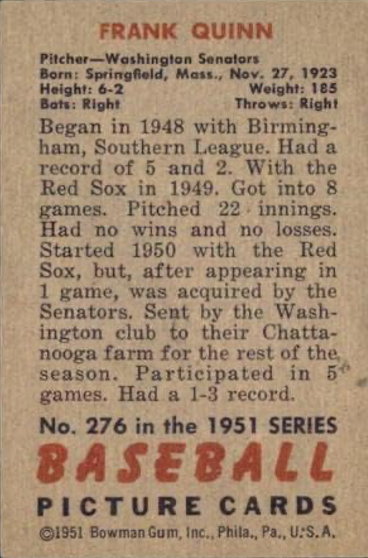 FRANK QUINN
Pitcher—Washington Senators
Born: Springfield, Mass., Nov. 27, 1923
Height: 6-2 Weight: 185
Bats: Right Throws: Right
Began in 1948 with Birming-
ham, Southern League. Had a
record of 5 and 2. With the
Red Sox in 1949. Got into 8
games. Pitched 22 innings.
Had no wins and no losses.
Started 1950 with the Red
Sox, but, after appearing in
1 game, was acquired by the
Senators. Sent by the Wash-
ington club to their Chatta-
nooga farm for the rest of the
season. Participated in 5
games. Had a 1-3 record.
No. 276 in the 1951 SERIES
BASEBALL
PICTURE CARDS
©1951 Bowman Gum, Inc., Phila., Pa., U.S.A.